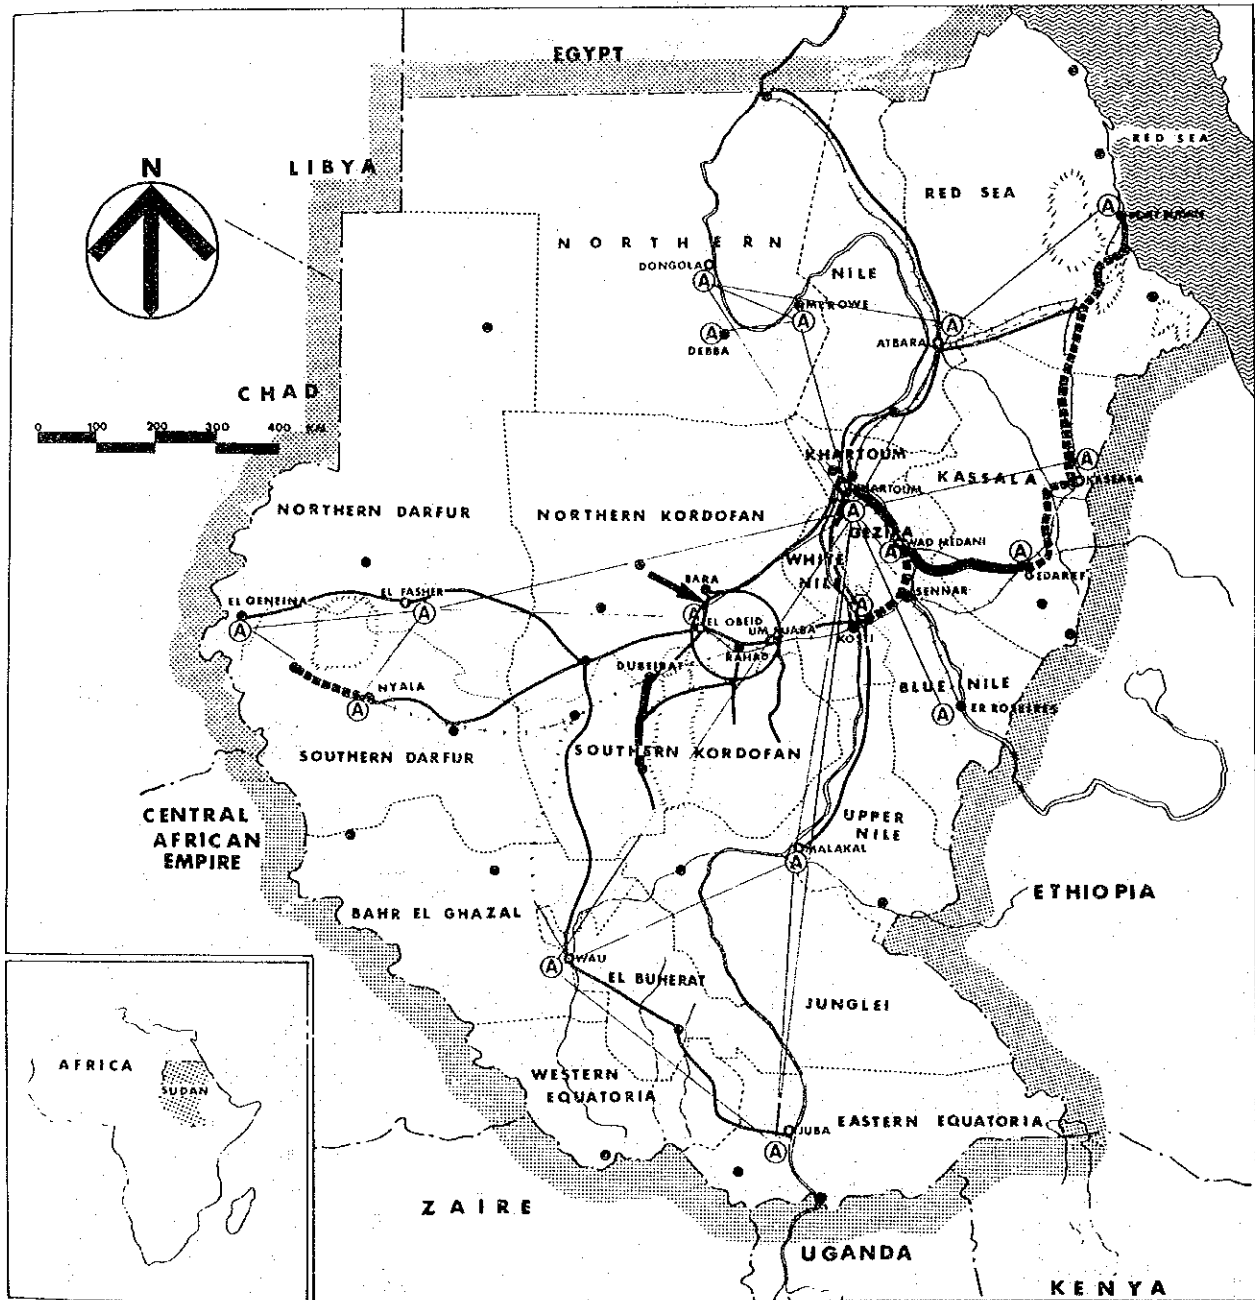 EGYPT
RED SEA
N
LIBYA
RED SEA
A
PORT SUDAN
NORTHERN
DONGOLA
A
NILE
MEROWE
A
A
DEBBA
ATBARA
A
CHAD
0 100 200 300 400 KM
KHARTOUM
KHARTOUM
A
KASSALA
A
KASSALA
NORTHERN DARFUR
NORTHERN KORDOFAN
GEZIRA
WAD MEDANI
A
A
GEDAREF
WHITE
NILE
BARA
EL GENEINA
A
EL FASHER
A
A
EL OBEID
UM RUABA
RAHAD
A
KOSTI
SENNAR
DUBEIBAT
NYALA
A
BLUE NILE
A
ER ROSEIRES
SOUTHERN DARFUR
SOUTHERN KORDOFAN
CENTRAL
AFRICAN
EMPIRE
UPPER
NILE
MALAKAL
A
ETHIOPIA
BAHR EL GHAZAL
A
WAU
EL BUHERAT
JUNGLEI
AFRICA
SUDAN
WESTERN
EQUATORIA
EASTERN EQUATORIA
JUBA
A
ZAIRE
UGANDA
KENYA